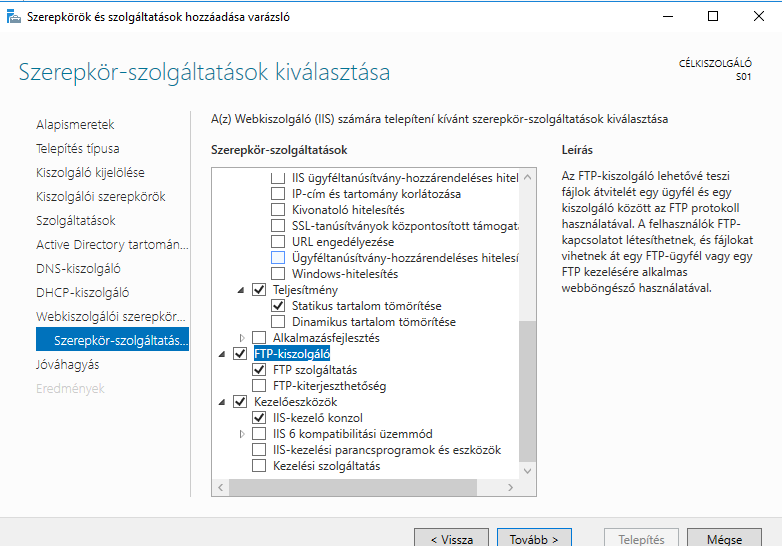 Szerepkörök és szolgáltatások hozzáadása varázsló
Szerepkör-szolgáltatások kiválasztása
CÉLKISZOLGÁLÓ
S01
Alapismeretek
Telepítés típusa
Kiszolgáló kijelölése
Kiszolgálói szerepkörök
Szolgáltatások
Active Directory tartomán...
DNS-kiszolgáló
DHCP-kiszolgáló
Webkiszolgálói szerepkör...
Szerepkör-szolgáltatás...
Jóváhagyás
Eredmények
A(z) Webkiszolgáló (IIS) számára telepíteni kívánt szerepkör-szolgáltatások kiválasztása
Szerepkör-szolgáltatások
IIS ügyféltanúsítvány-hozzárendeléses hitel
IP-cím és tartomány korlátozása
Kivonatoló hitelesítés
SSL-tanúsítványok központosított támogat
URL engedélyezése
Ügyféltanúsítvány-hozzárendeléses hitelesí
Windows-hitelesítés
Teljesítmény
Statikus tartalom tömörítése
Dinamikus tartalom tömörítése
Alkalmazásfejlesztés
FTP-kiszolgáló
FTP szolgáltatás
FTP-kiterjeszthetőség
Kezelőeszközök
IIS-kezelő konzol
IIS 6 kompatibilitási üzemmód
IIS-kezelési parancsprogramok és eszközök
Kezelési szolgáltatás
Leírás
Az FTP-kiszolgáló lehetővé teszi
fájlok átvitelét egy ügyfél és egy
kiszolgáló között az FTP protokoll
használatával. A felhasználók FTP-
kapcsolatot létesíthetnek, és fájlokat
vihetnek át egy FTP-ügyfél vagy egy
FTP kezelésére alkalmas
webböngésző használatával.
< Vissza
Tovább >
Telepítés
Mégse